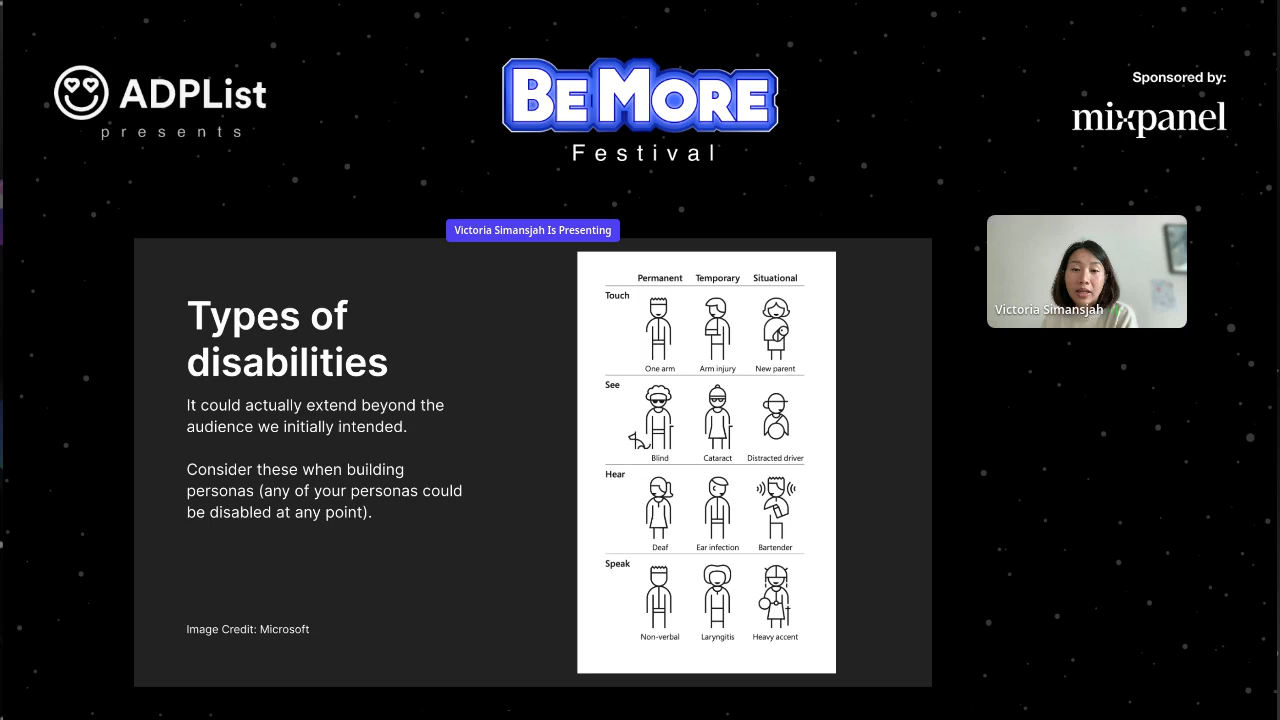 ADPList
presents
BE MORE
Festival
Sponsored by:
mixpanel
Victoria Simansjah Is Presenting
Types of
disabilities
It could actually extend beyond the
audience we initially intended.
Consider these when building
personas (any of your personas could
be disabled at any point).
Image Credit: Microsoft
Permanent Temporary Situational
Touch
One arm Arm injury New parent
See
Blind Cataract Distracted driver
Hear
Deaf Ear infection Bartender
Speak
Non-verbal Laryngitis Heavy accent
Victoria Simansjah